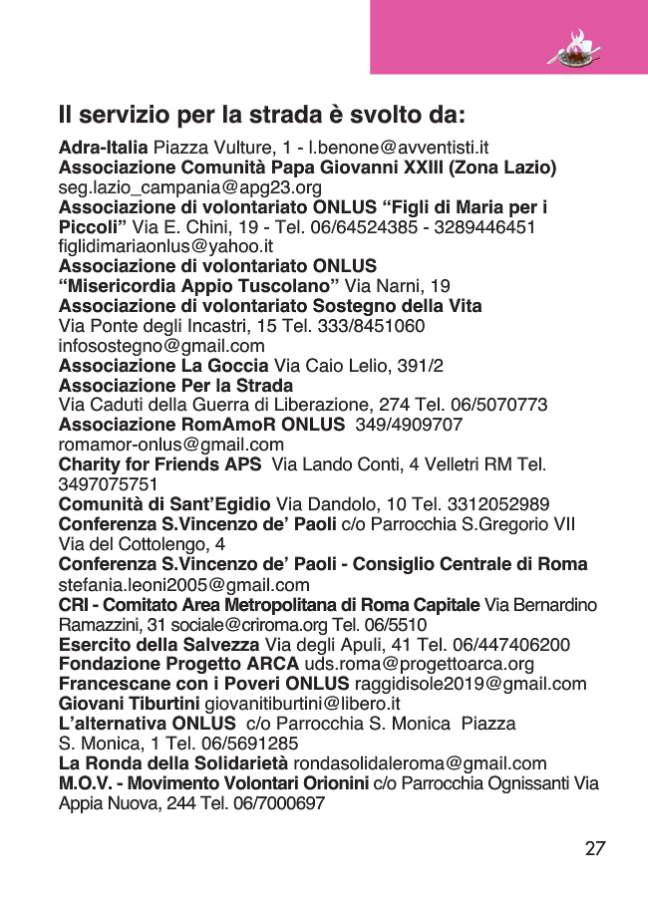 Il servizio per la strada è svolto da:
Adra-Italia Piazza Vulture, 1 - l.benone@avventisti.it
Associazione Comunità Papa Giovanni XXIII (Zona Lazio)
seg.lazio_campania@apg23.org
Associazione di volontariato ONLUS “Figli di Maria per i
Piccoli” Via E. Chini, 19 - Tel. 06/64524385 - 3289446451
figlidimariaonlus@yahoo.it
Associazione di volontariato ONLUS
“Misericordia Appio Tuscolano” Via Narni, 19
Associazione di volontariato Sostegno della Vita
Via Ponte degli Incastri, 15 Tel. 333/8451060
infosostegno@gmail.com
Associazione La Goccia Via Caio Lelio, 391/2
Associazione Per la Strada
Via Caduti della Guerra di Liberazione, 274 Tel. 06/5070773
Associazione RomAmoR ONLUS 349/4909707
romamor-onlus@gmail.com
Charity for Friends APS Via Lando Conti, 4 Velletri RM Tel.
3497075751
Comunità di Sant’Egidio Via Dandolo, 10 Tel. 3312052989
Conferenza S.Vincenzo de’ Paoli c/o Parrocchia S.Gregorio VII
Via del Cottolengo, 4
Conferenza S.Vincenzo de’ Paoli - Consiglio Centrale di Roma
stefania.leoni2005@gmail.com
CRI - Comitato Area Metropolitana di Roma Capitale Via Bernardino
Ramazzini, 31 sociale@criroma.org Tel. 06/5510
Esercito della Salvezza Via degli Apuli, 41 Tel. 06/447406200
Fondazione Progetto ARCA uds.roma@progettoarca.org
Francescane con i Poveri ONLUS raggidisole2019@gmail.com
Giovani Tiburtini giovanitiburtini@libero.it
L’alternativa ONLUS c/o Parrocchia S. Monica Piazza
S. Monica, 1 Tel. 06/5691285
La Ronda della Solidarietà rondasolidaleroma@gmail.com
M.O.V. - Movimento Volontari Orionini c/o Parrocchia Ognissanti Via
Appia Nuova, 244 Tel. 06/7000697
27